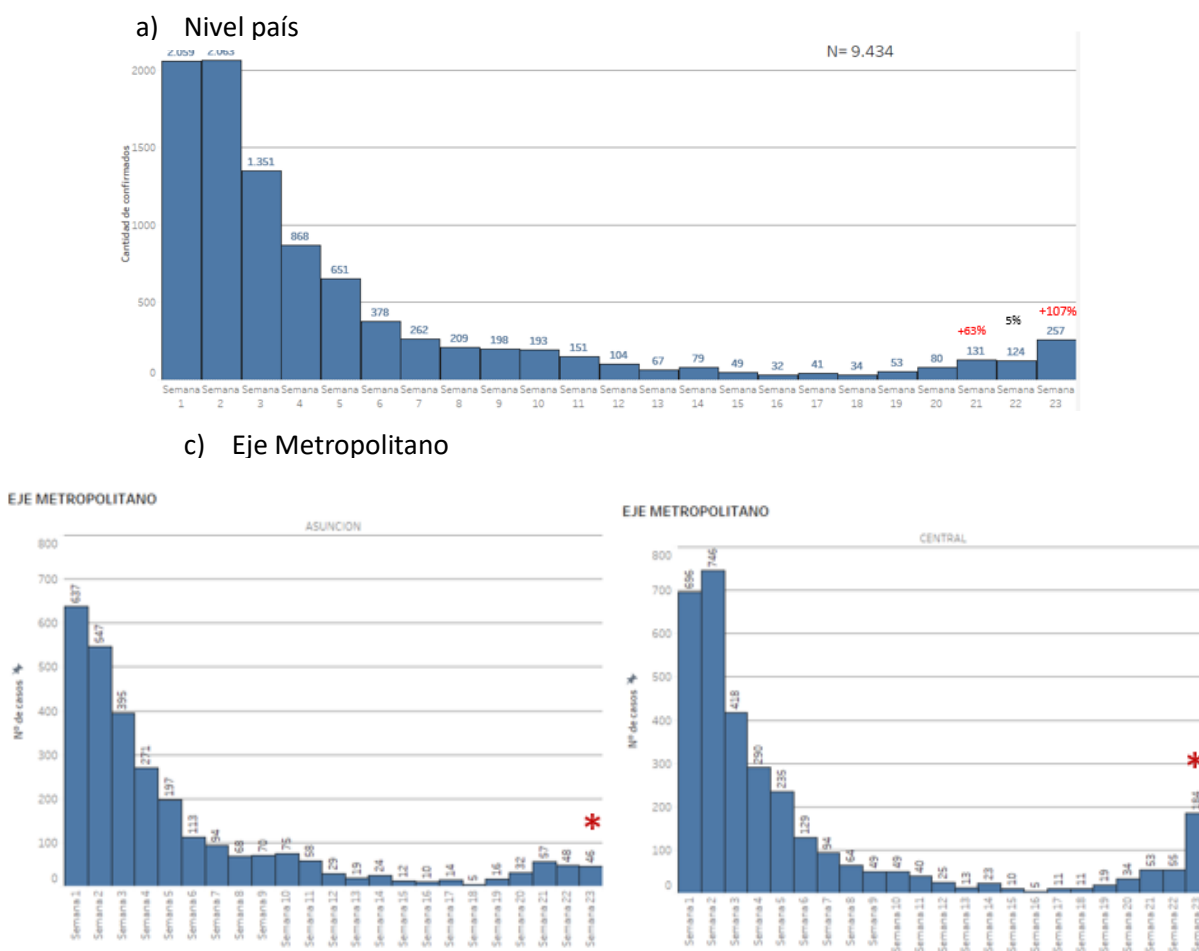 a) Nivel país
N= 9.434
2.059 2.063
1.351
868
651
378
262
209
198
193
151
104
67
79
49
32
41
34
53
80
+63%
131
5%
124
+107%
257
Cantidad de confirmados
2000
1500
1000
500
0
Semana Semana Semana Semana Semana Semana Semana Semana Semana Semana Semana Semana Semana Semana Semana Semana Semana Semana Semana Semana Semana Semana Semana
1 2 3 4 5 6 7 8 9 10 11 12 13 14 15 16 17 18 19 20 21 22 23
c) Eje Metropolitano
EJE METROPOLITANO
ASUNCION
Nº de casos
800
700
600
500
400
300
200
100
0
637
547
395
271
197
113
94
68
70
75
58
29
19
24
12
10
14
5
16
32
57
48
46
*
Semana 1
Semana 2
Semana 3
Semana 4
Semana 5
Semana 6
Semana 7
Semana 8
Semana 9
Semana 10
Semana 11
Semana 12
Semana 13
Semana 14
Semana 15
Semana 16
Semana 17
Semana 18
Semana 19
Semana 20
Semana 21
Semana 22
Semana 23
EJE METROPOLITANO
CENTRAL
Nº de casos
800
700
600
500
400
300
200
100
0
696
746
418
290
235
129
94
64
49
49
40
25
13
23
10
5
11
11
19
34
53
55
184
*
Semana 1
Semana 2
Semana 3
Semana 4
Semana 5
Semana 6
Semana 7
Semana 8
Semana 9
Semana 10
Semana 11
Semana 12
Semana 13
Semana 14
Semana 15
Semana 16
Semana 17
Semana 18
Semana 19
Semana 20
Semana 21
Semana 22
Semana 23